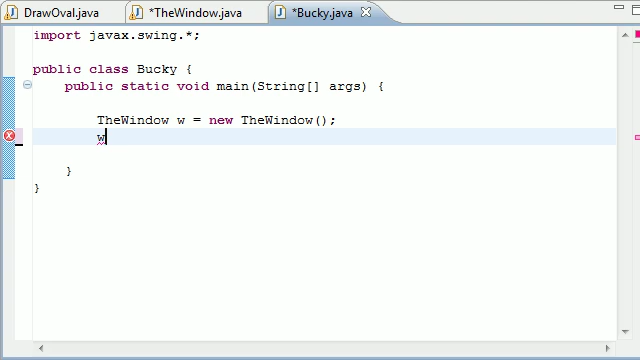 DrawOval.java *TheWindow.java *Bucky.java
import javax.swing.*;
public class Bucky {
public static void main(String[] args) {
TheWindow w = new TheWindow();
w
}
}